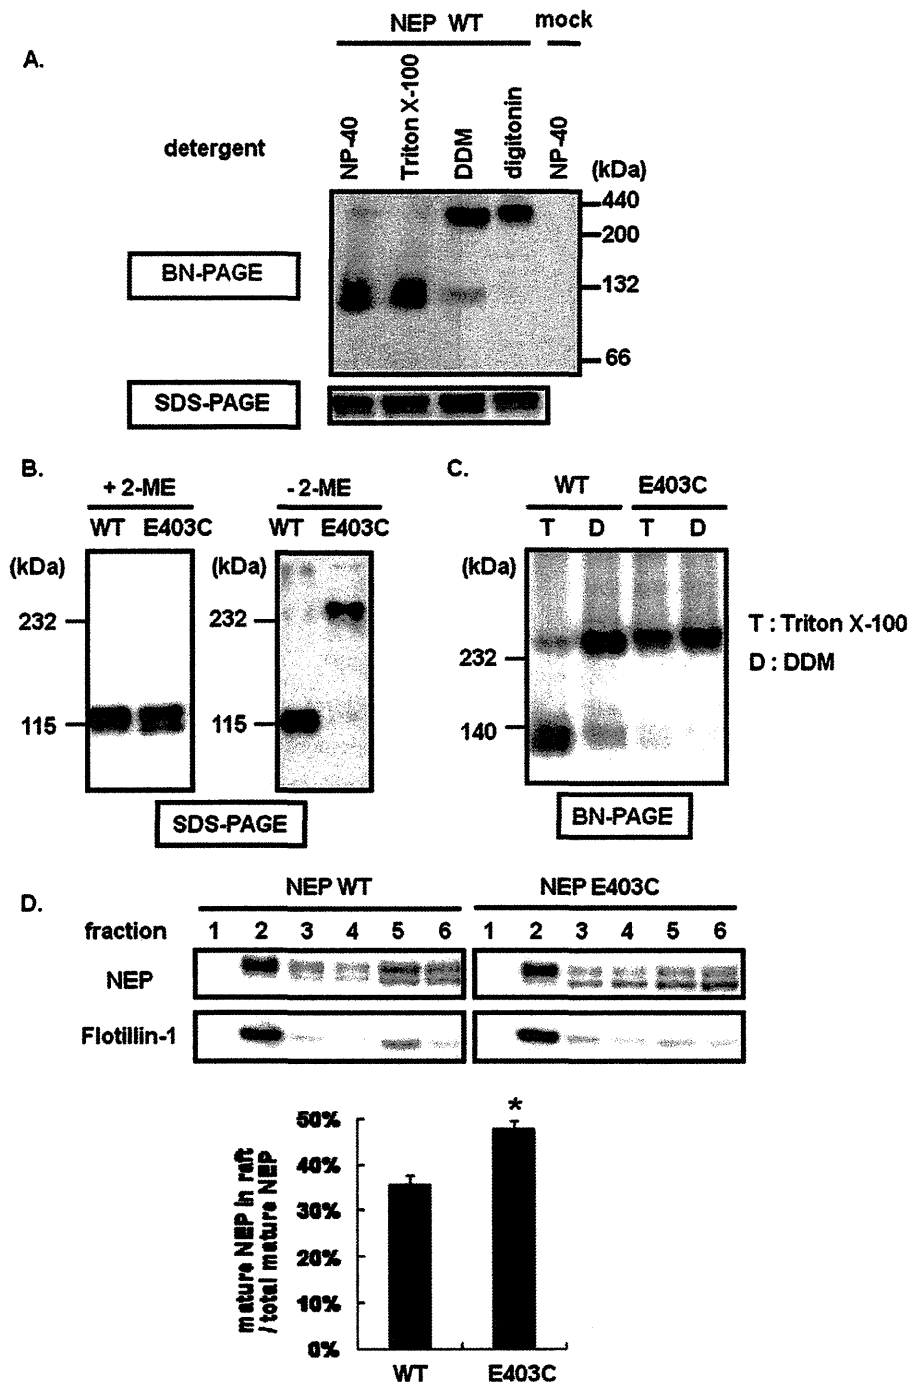 A.
NEP WT mock
detergent
NP-40
Triton X-100
DDM
digitonin
NP-40
(kDa)
440
200
132
66
BN-PAGE
SDS-PAGE
B.
+ 2-ME
WT E403C
(kDa)
232
115
- 2-ME
WT E403C
(kDa)
232
115
SDS-PAGE
C.
WT E403C
T D T D
(kDa)
232
140
T : Triton X-100
D : DDM
BN-PAGE
D.
NEP WT NEP E403C
fraction 1 2 3 4 5 6 1 2 3 4 5 6
NEP
Flotillin-1
mature NEP in raft
/ total mature NEP
50%
40%
30%
20%
10%
0%
*
WT E403C